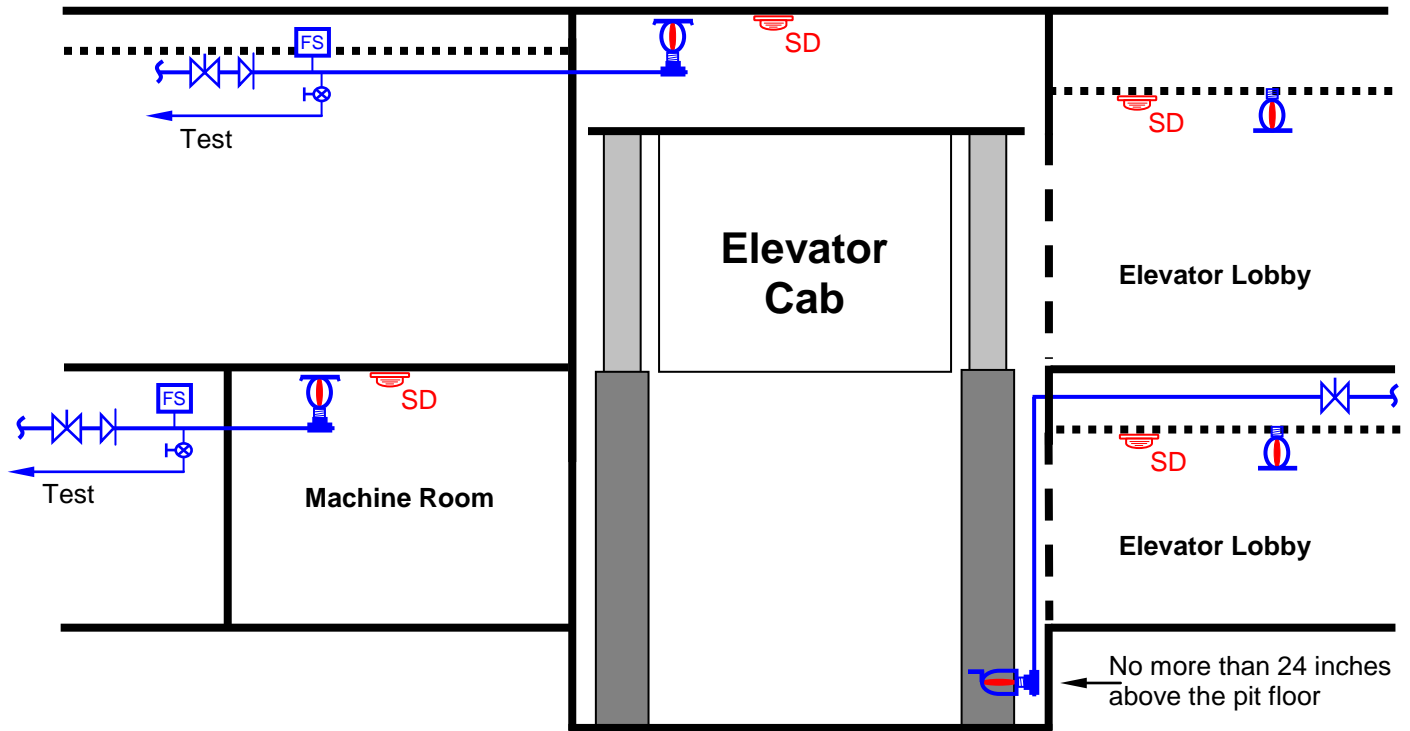 FS
SD
SD
Test
Elevator
Cab
Elevator Lobby
FS
SD
SD
Test
Machine Room
Elevator Lobby
No more than 24 inches
above the pit floor